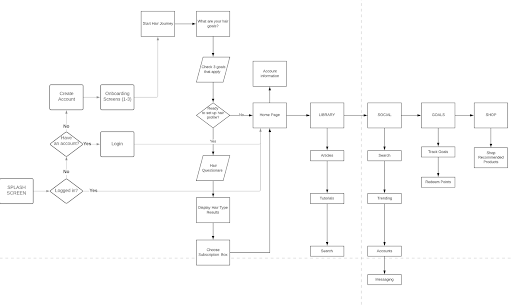 Start Hair Journey
What are your hair
goals?
Check 3 goals
that apply
Account
Information
Create
Account
Onboarding
Screens (1-3)
Ready
to set up hair
profile?
No
Home Page
LIBRARY
SOCIAL
GOALS
SHOP
No
Have
an account?
Yes
Login
Yes
Articles
Search
Track Goals
Shop
Recommended
Products
No
Hair
Questionnaire
Redeem Points
SPLASH
SCREEN
Logged in?
Yes
Tutorials
Trending
Display Hair Type
Results
Choose
Subscription Box
Search
Accounts
Messaging